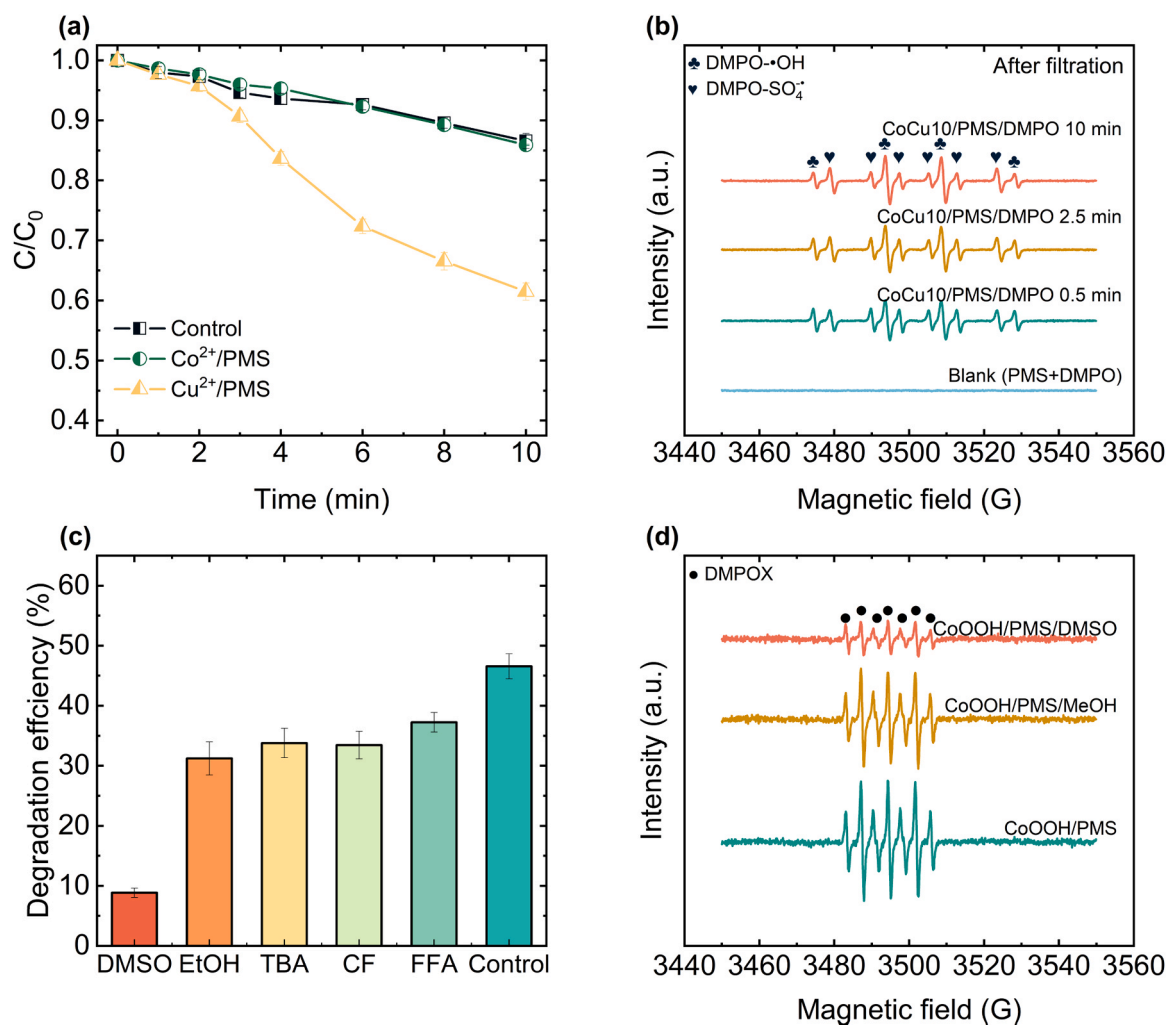 (a)
1.0
0.9
0.8
0.7
0.6
0.5
0.4
C/C₀
Control
Co²⁺/PMS
Cu²⁺/PMS
0 2 4 6 8 10
Time (min)
(b)
♣ DMPO-•OH
♥ DMPO-SO₄•⁻
After filtration
CoCu10/PMS/DMPO 10 min
CoCu10/PMS/DMPO 2.5 min
CoCu10/PMS/DMPO 0.5 min
Blank (PMS+DMPO)
Intensity (a.u.)
3440 3460 3480 3500 3520 3540 3560
Magnetic field (G)
(c)
60
50
40
30
20
10
0
Degradation effciency (%)
DMSO EtOH TBA CF FFA Control
(d)
● DMPOX
CoOOH/PMS/DMSO
CoOOH/PMS/MeOH
CoOOH/PMS
Intensity (a.u.)
3440 3460 3480 3500 3520 3540 3560
Magnetic field (G)